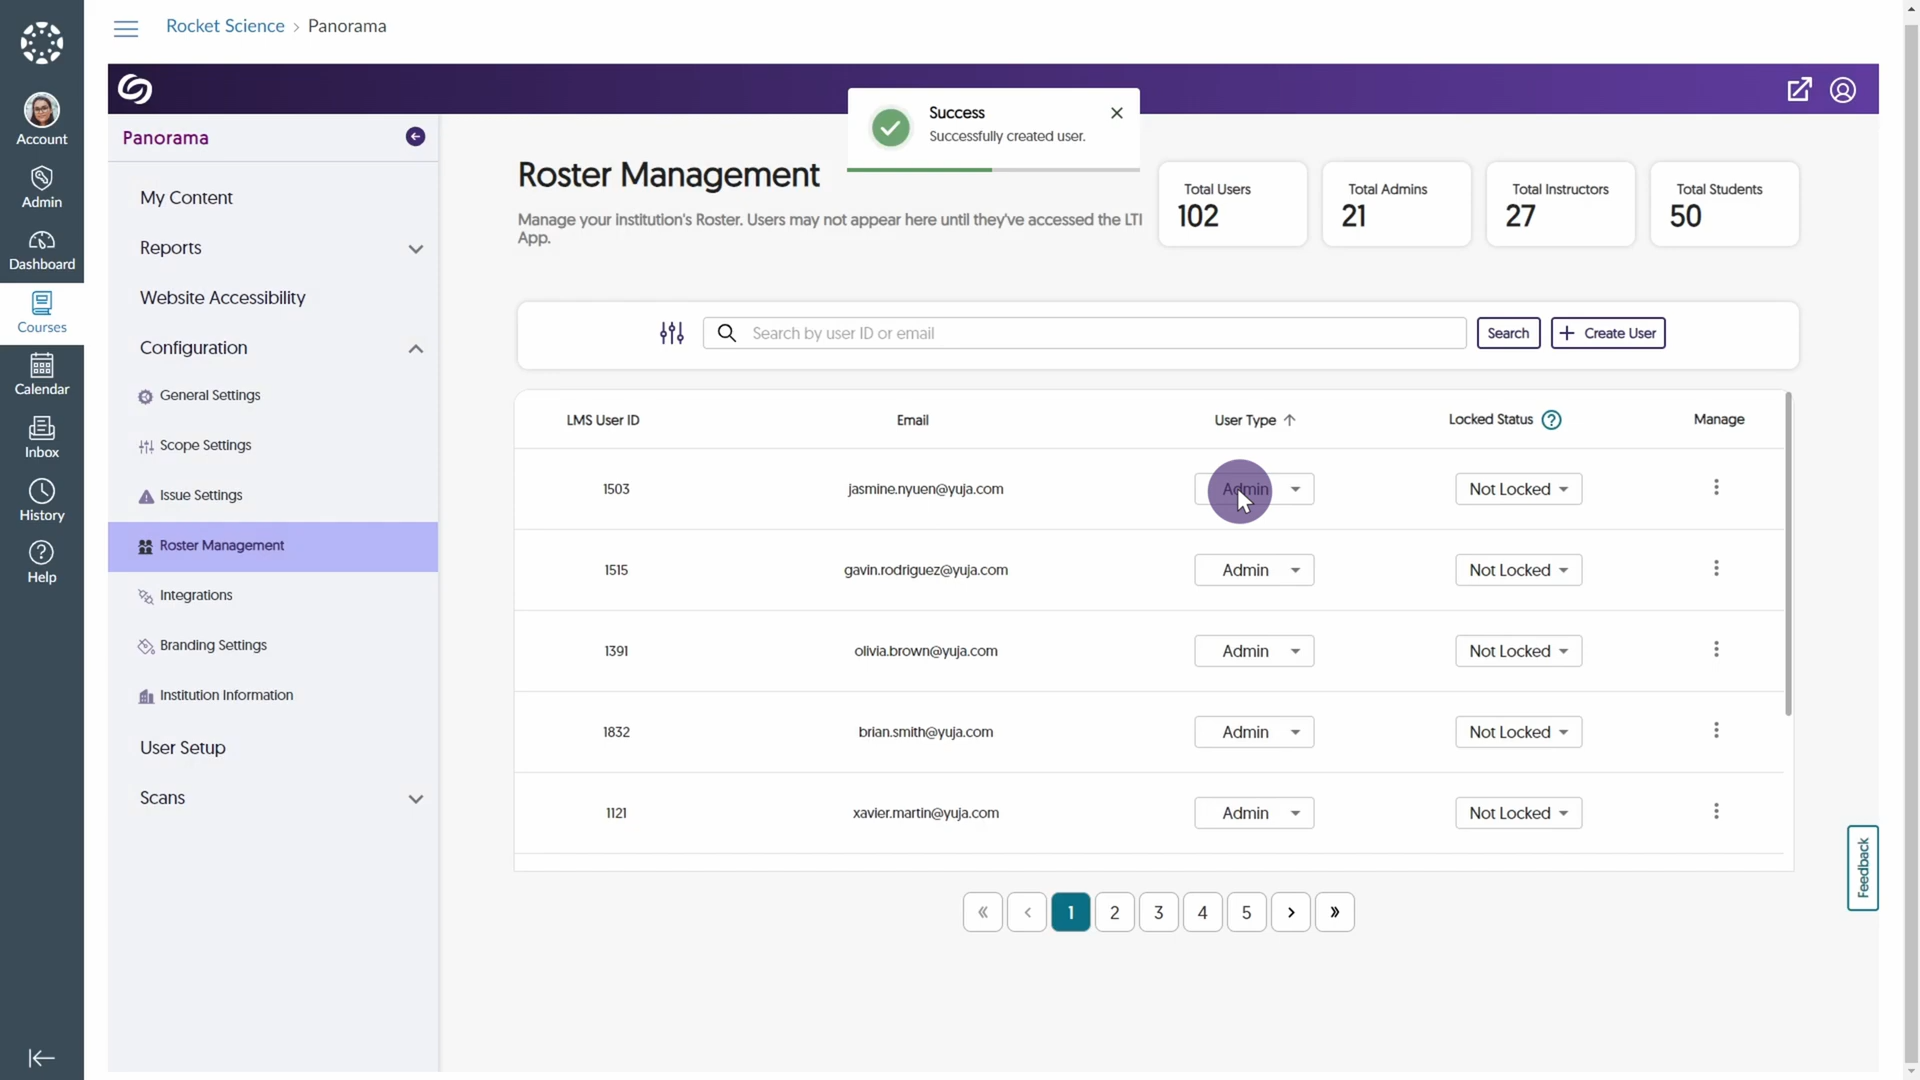 Rocket Science > Panorama
Account
Admin
Dashboard
Courses
Calendar
Inbox
History
Help
Panorama
My Content
Reports
Website Accessibility
Configuration
General Settings
Scope Settings
Issue Settings
Roster Management
Integrations
Branding Settings
Institution Information
User Setup
Scans
Success
Successfully created user.
Roster Management
Manage your institution's Roster. Users may not appear here until they've accessed the LTI
App.
Total Users
102
Total Admins
21
Total Instructors
27
Total Students
50
Search by user ID or email
Search
+ Create User
LMS User ID Email User Type ↑ Locked Status ? Manage
1503 jasmine.nyuen@yuja.com Admin Not Locked
1515 gavin.rodriguez@yuja.com Admin Not Locked
1391 olivia.brown@yuja.com Admin Not Locked
1832 brian.smith@yuja.com Admin Not Locked
1121 xavier.martin@yuja.com Admin Not Locked
« ‹ 1 2 3 4 5 › »
Feedback